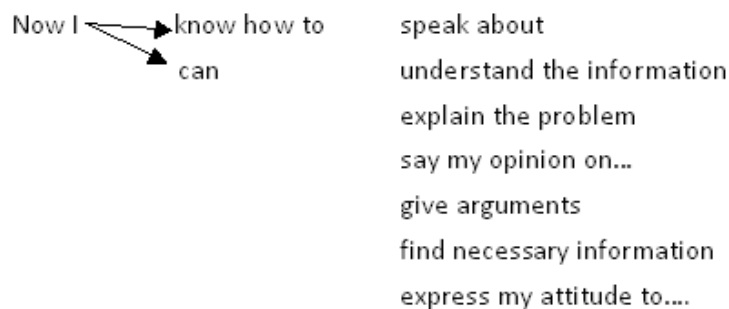 Now I know how to speak about
can understand the information
explain the problem
say my opinion on...
give arguments
find necessary information
express my attitude to....